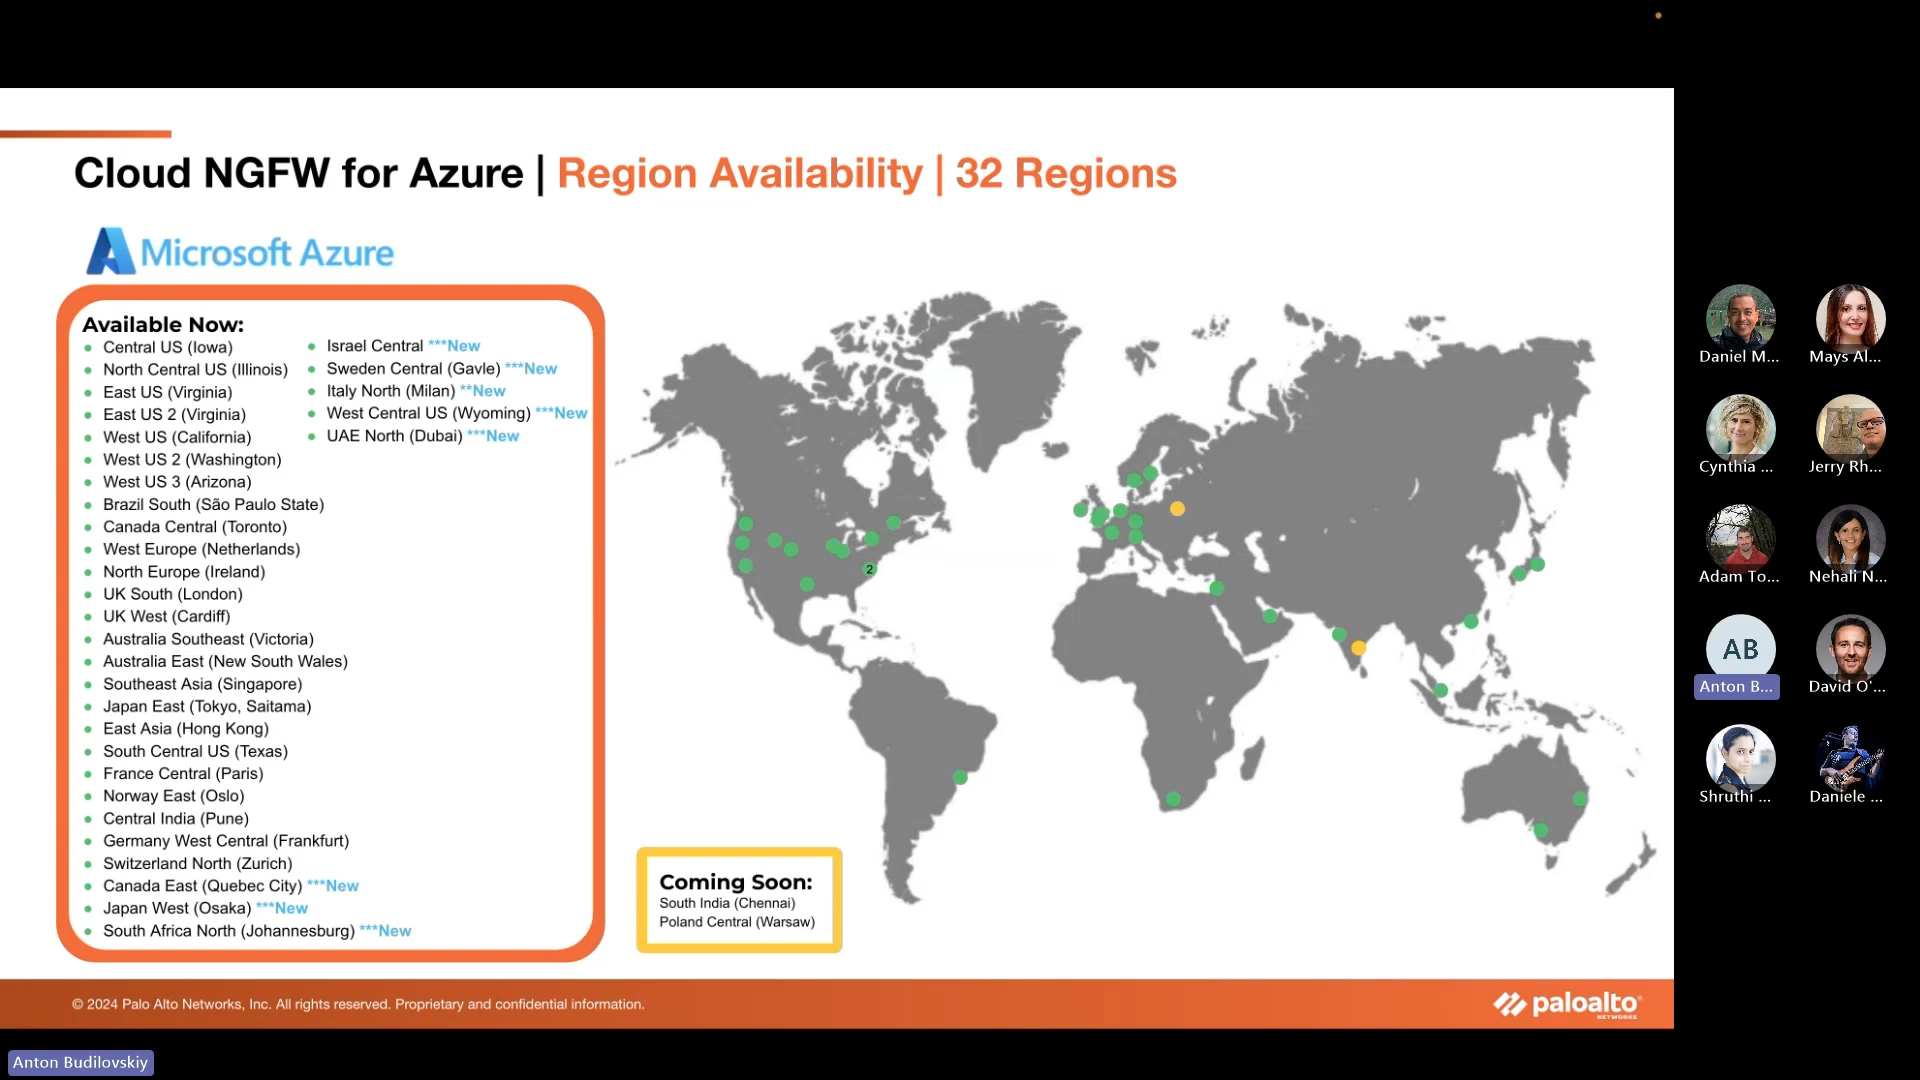 Cloud NGFW for Azure | Region Availability | 32 Regions
Microsoft Azure
Available Now:
Central US (Iowa)
North Central US (Illinois)
East US (Virginia)
East US 2 (Virginia)
West US (California)
West US 2 (Washington)
West US 3 (Arizona)
Brazil South (São Paulo State)
Canada Central (Toronto)
West Europe (Netherlands)
North Europe (Ireland)
UK South (London)
UK West (Cardiff)
Australia Southeast (Victoria)
Australia East (New South Wales)
Southeast Asia (Singapore)
Japan East (Tokyo, Saitama)
East Asia (Hong Kong)
South Central US (Texas)
France Central (Paris)
Norway East (Oslo)
Central India (Pune)
Germany West Central (Frankfurt)
Switzerland North (Zurich)
Canada East (Quebec City) ***New
Japan West (Osaka) ***New
South Africa North (Johannesburg) ***New
Israel Central ***New
Sweden Central (Gavle) ***New
Italy North (Milan) **New
West Central US (Wyoming) ***New
UAE North (Dubai) ***New
2
Coming Soon:
South India (Chennai)
Poland Central (Warsaw)
© 2024 Palo Alto Networks, Inc. All rights reserved. Proprietary and confidential information.
paloalto
NETWORKS
Daniel M...
Mays Al...
Cynthia ...
Jerry Rh...
Adam To...
Nehali N...
AB
Anton B...
David O'...
Shruthi ...
Daniele ...
Anton Budilovskiy